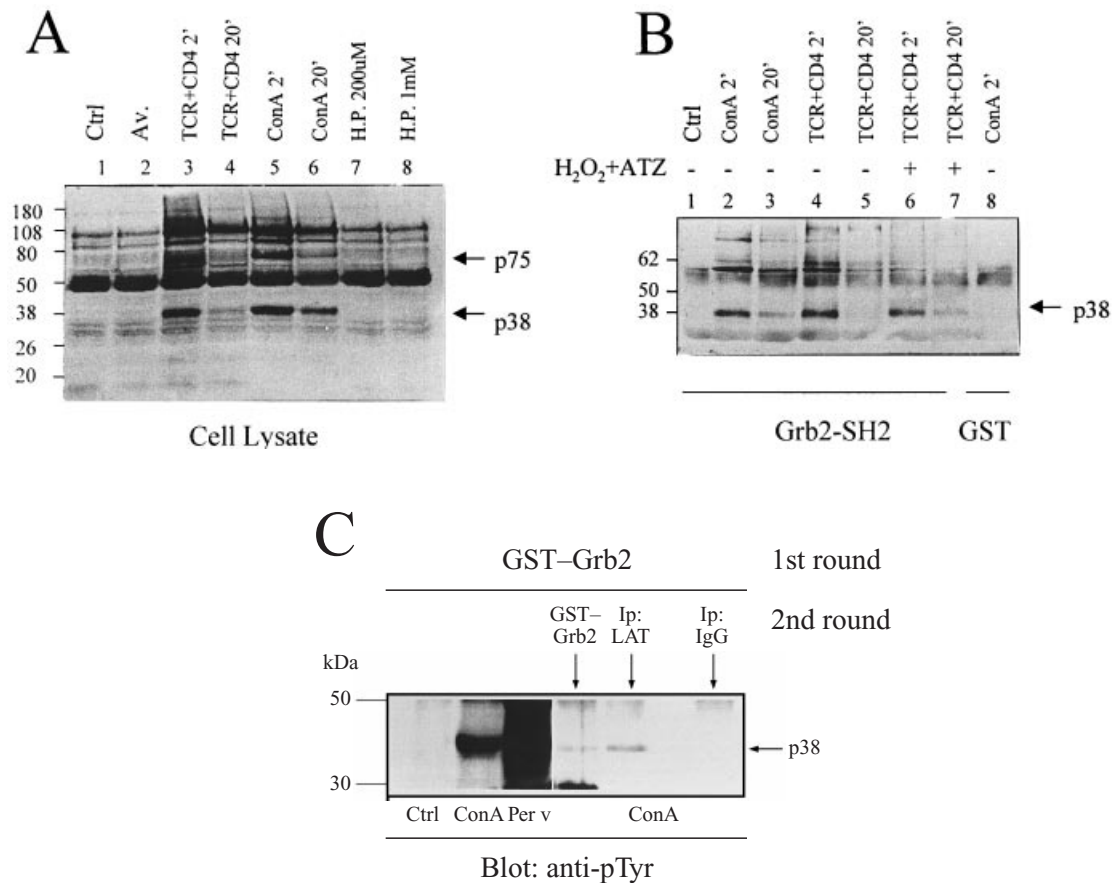 A
Ctrl
Av.
TCR+CD4 2’
TCR+CD4 20’
ConA 2’
ConA 20’
H.P. 200uM
H.P. 1mM
1 2 3 4 5 6 7 8
180
108
80
50
38
26
20
p75
p38
Cell Lysate
B
Ctrl
ConA 2’
ConA 20’
TCR+CD4 2’
TCR+CD4 20’
TCR+CD4 2’
TCR+CD4 20’
ConA 2’
H₂O₂+ATZ - - - - - + + -
1 2 3 4 5 6 7 8
62
50
38
p38
Grb2-SH2 GST
C
GST–Grb2 1st round
2nd round
GST–
Grb2
Ip:
LAT
Ip:
IgG
kDa
50
30
p38
Ctrl ConA Per v ConA
Blot: anti-pTyr